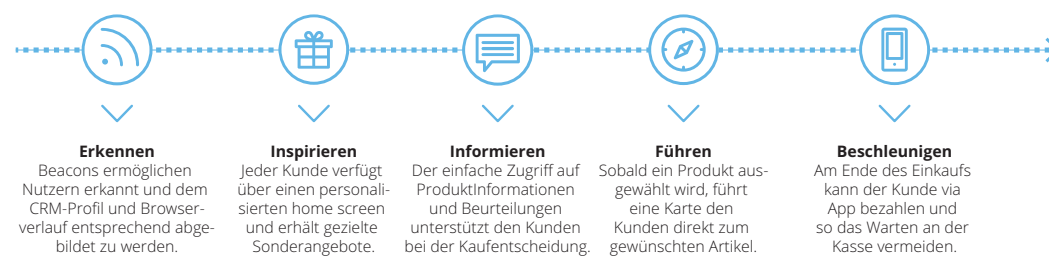 Erkennen
Beacons ermöglichen
Nutzern erkannt und dem
CRM-Profil und Browser-
verlauf entsprechend abge-
bildet zu werden.
Inspirieren
Jeder Kunde verfügt
über einen personali-
sierten home screen
und erhält gezielte
Sonderangebote.
Informieren
Der einfache Zugriff auf
ProduktInformationen
und Beurteilungen
unterstützt den Kunden
bei der Kaufentscheidung.
Führen
Sobald ein Produkt aus-
gewählt wird, führt
eine Karte den
Kunden direkt zum
gewünschten Artikel.
Beschleunigen
Am Ende des Einkaufs
kann der Kunde via
App bezahlen und
so das Warten an der
Kasse vermeiden.